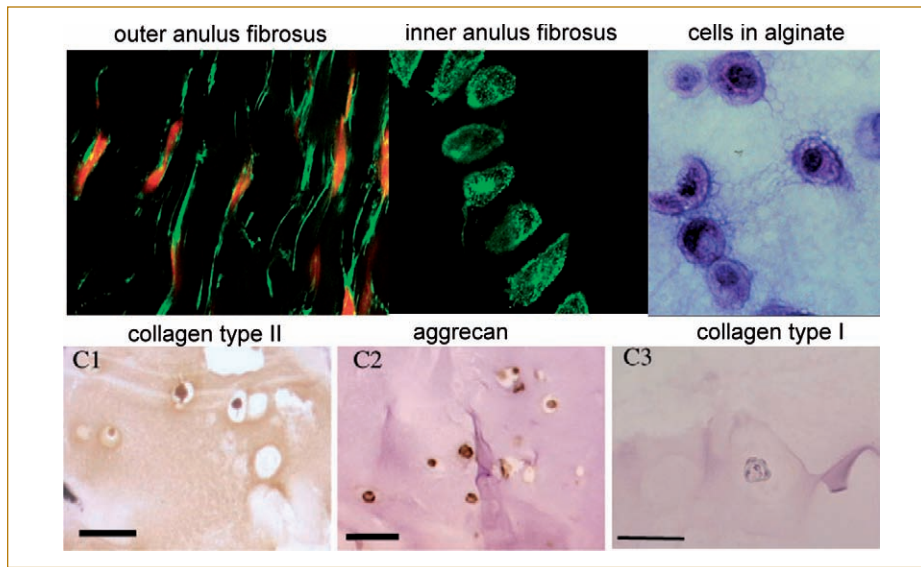 outer anulus fibrosus inner anulus fibrosus cells in alginate
collagen type II aggrecan collagen type I
C1 C2 C3